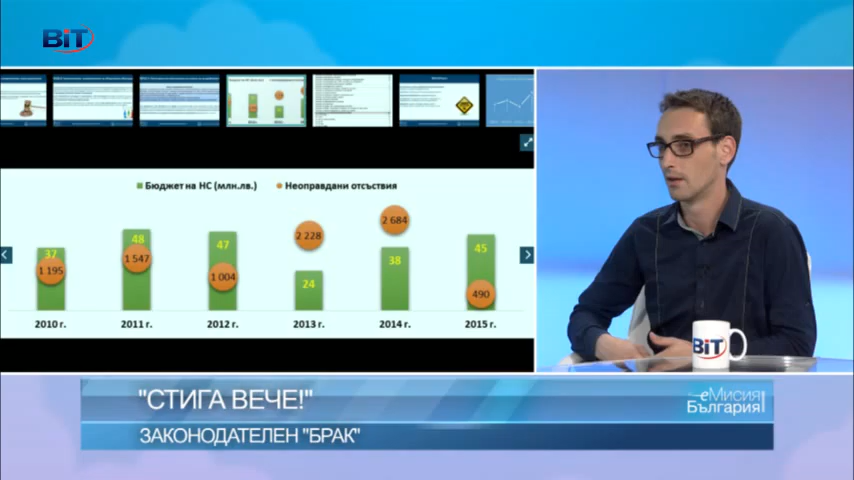 BiT
Бюджет на НС (млн.лв.)
Неоправдани отсъствия
37
1 195
48
1 547
47
1 004
2 228
24
2 684
38
45
490
2010 г.
2011 г.
2012 г.
2013 г.
2014 г.
2015 г.
BiT
"СТИГА ВЕЧЕ!"
ЗАКОНОДАТЕЛЕН "БРАК"
еМисия
България